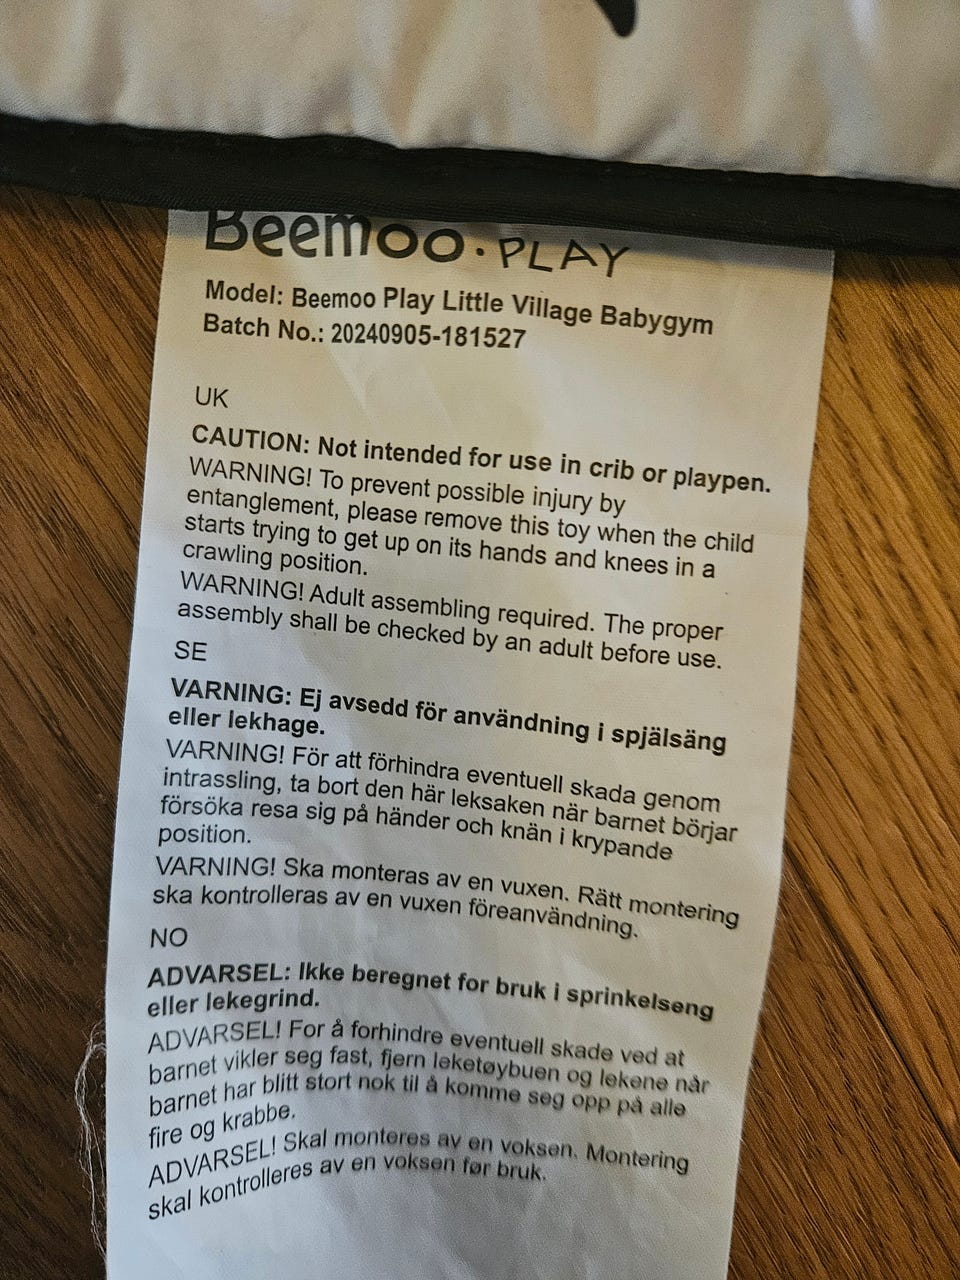 Beemoo · PLAY
Model: Beemoo Play Little Village Babygym
Batch No.: 20240905-181527
UK
CAUTION: Not intended for use in crib or playpen.
WARNING! To prevent possible injury by
entanglement, please remove this toy when the child
starts trying to get up on its hands and knees in a
crawling position.
WARNING! Adult assembling required. The proper
assembly shall be checked by an adult before use.
SE
VARNING: Ej avsedd för användning i spjälsäng
eller lekhage.
VARNING! För att förhindra eventuell skada genom
intrassling, ta bort den här leksaken när barnet börjar
försöka resa sig på händer och knän i krypande
position.
VARNING! Ska monteras av en vuxen. Rätt montering
ska kontrolleras av en vuxen föreanvändning.
NO
ADVARSEL: Ikke beregnet for bruk i sprinkelseng
eller lekegrind.
ADVARSEL! For å forhindre eventuell skade ved at
barnet vikler seg fast, fjern leketøybuen og lekene når
barnet har blitt stort nok til å komme seg opp på alle
fire og krabbe.
ADVARSEL! Skal monteres av en voksen. Montering
skal kontrolleres av en voksen før bruk.